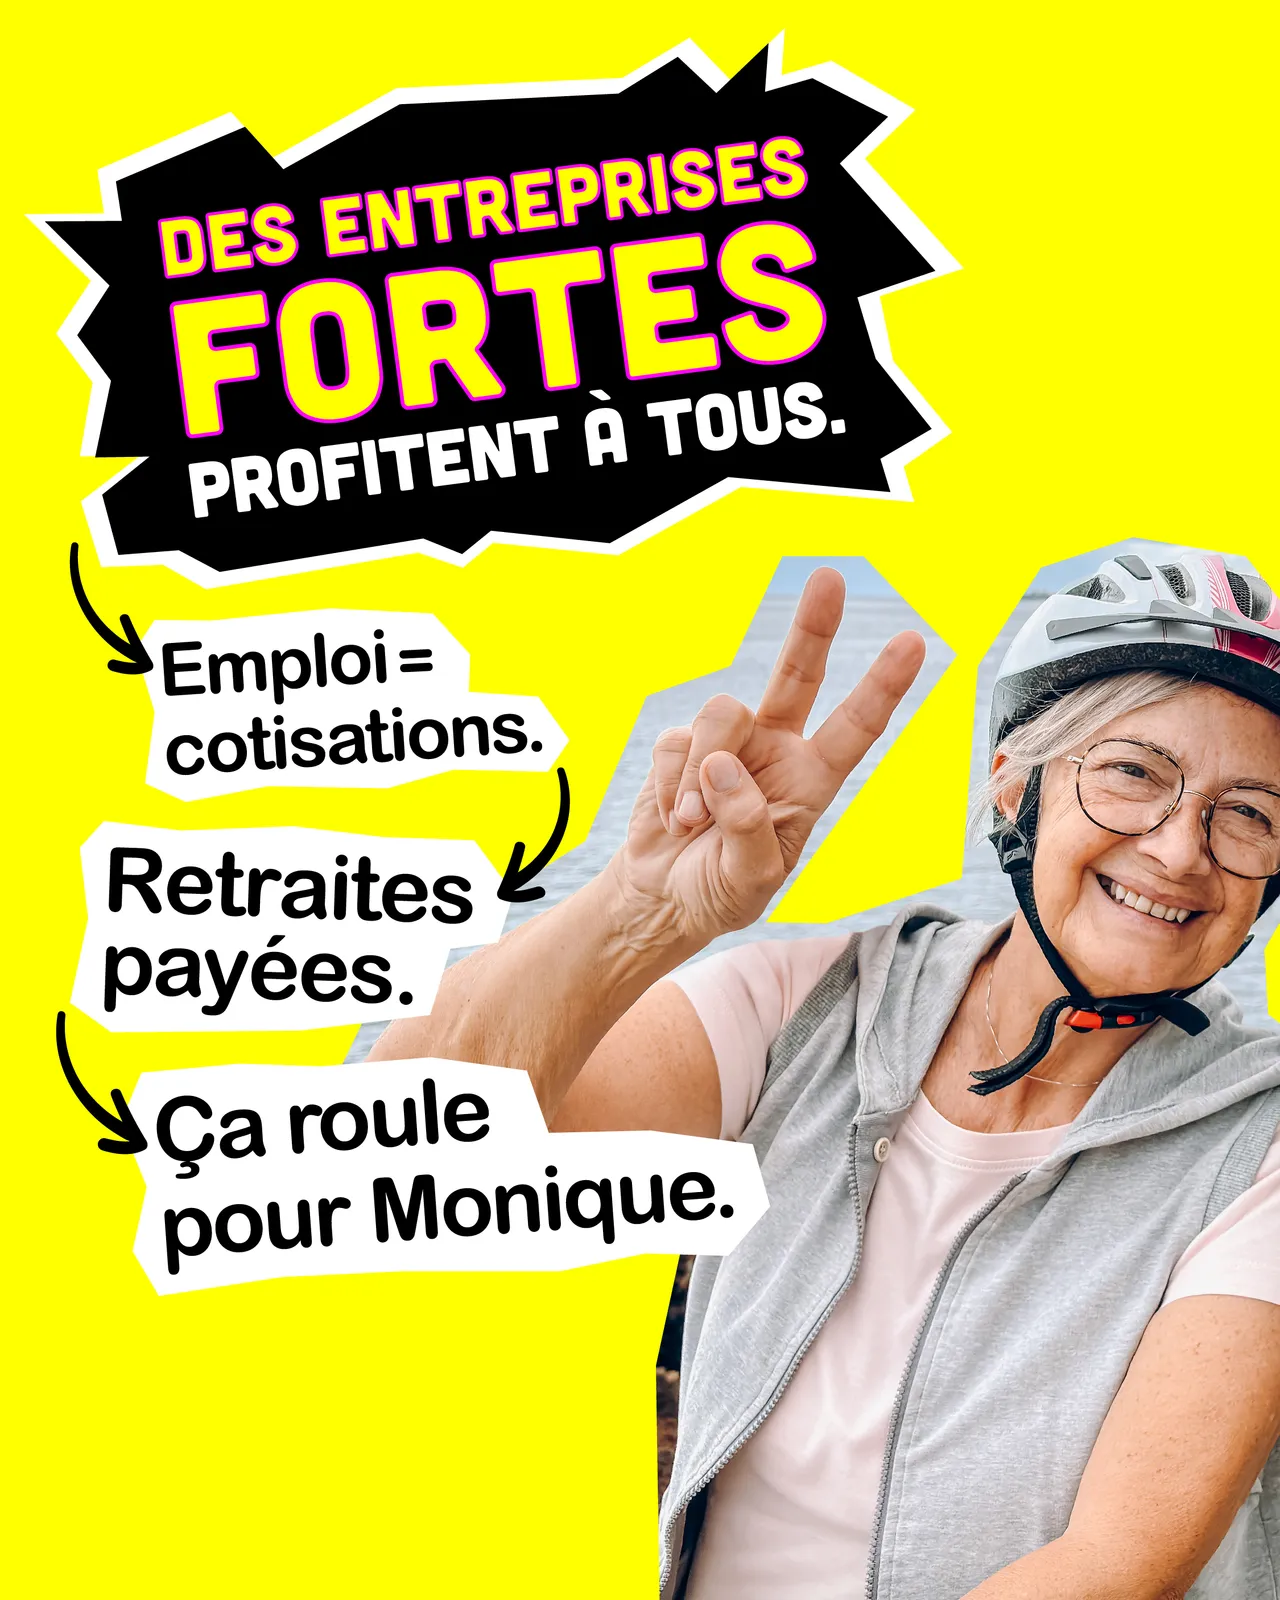 DES ENTREPRISES
FORTES
PROFITENT À TOUS.
Emploi =
cotisations.
Retraites
payées.
Ça roule
pour Monique.